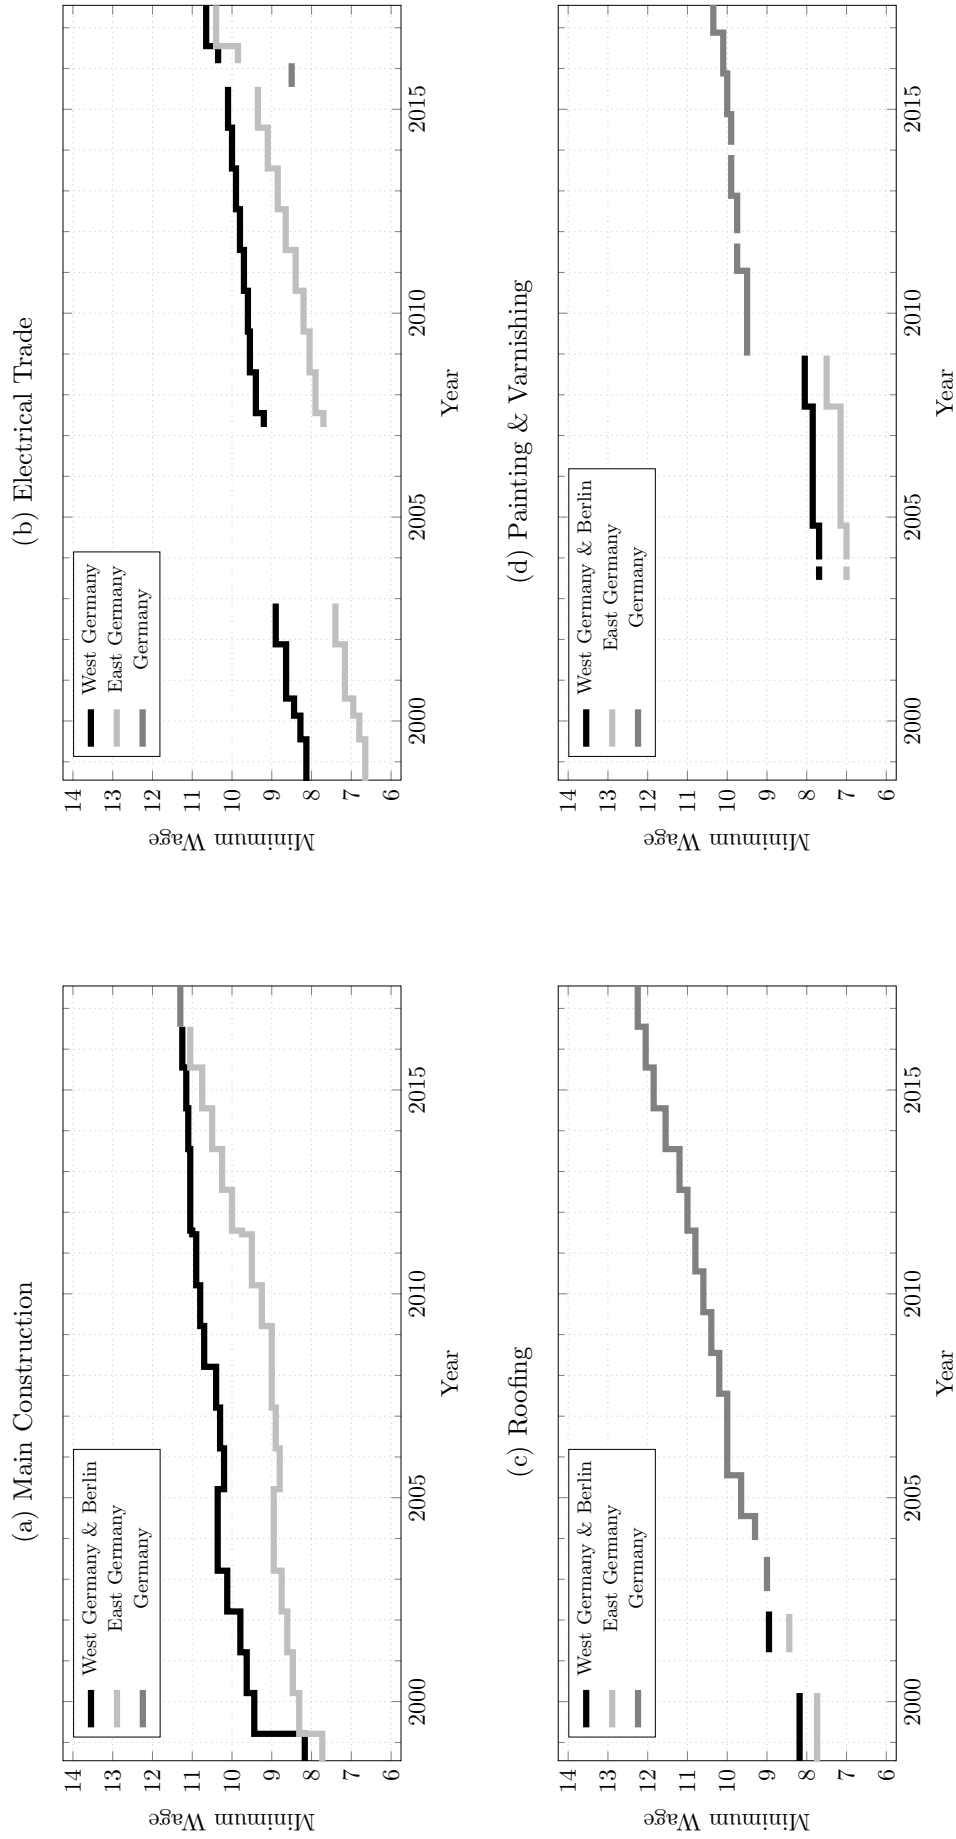 (a) Main Construction
14
13
12
11
10
9
8
7
6
2000
2005
2010
2015
Year
Minimum Wage
West Germany & Berlin
East Germany
Germany
(b) Electrical Trade
14
13
12
11
10
9
8
7
6
2000
2005
2010
2015
Year
Minimum Wage
West Germany
East Germany
Germany
(c) Roofing
14
13
12
11
10
9
8
7
6
2000
2005
2010
2015
Year
Minimum Wage
West Germany & Berlin
East Germany
Germany
(d) Painting & Varnishing
14
13
12
11
10
9
8
7
6
2000
2005
2010
2015
Year
Minimum Wage
West Germany & Berlin
East Germany
Germany